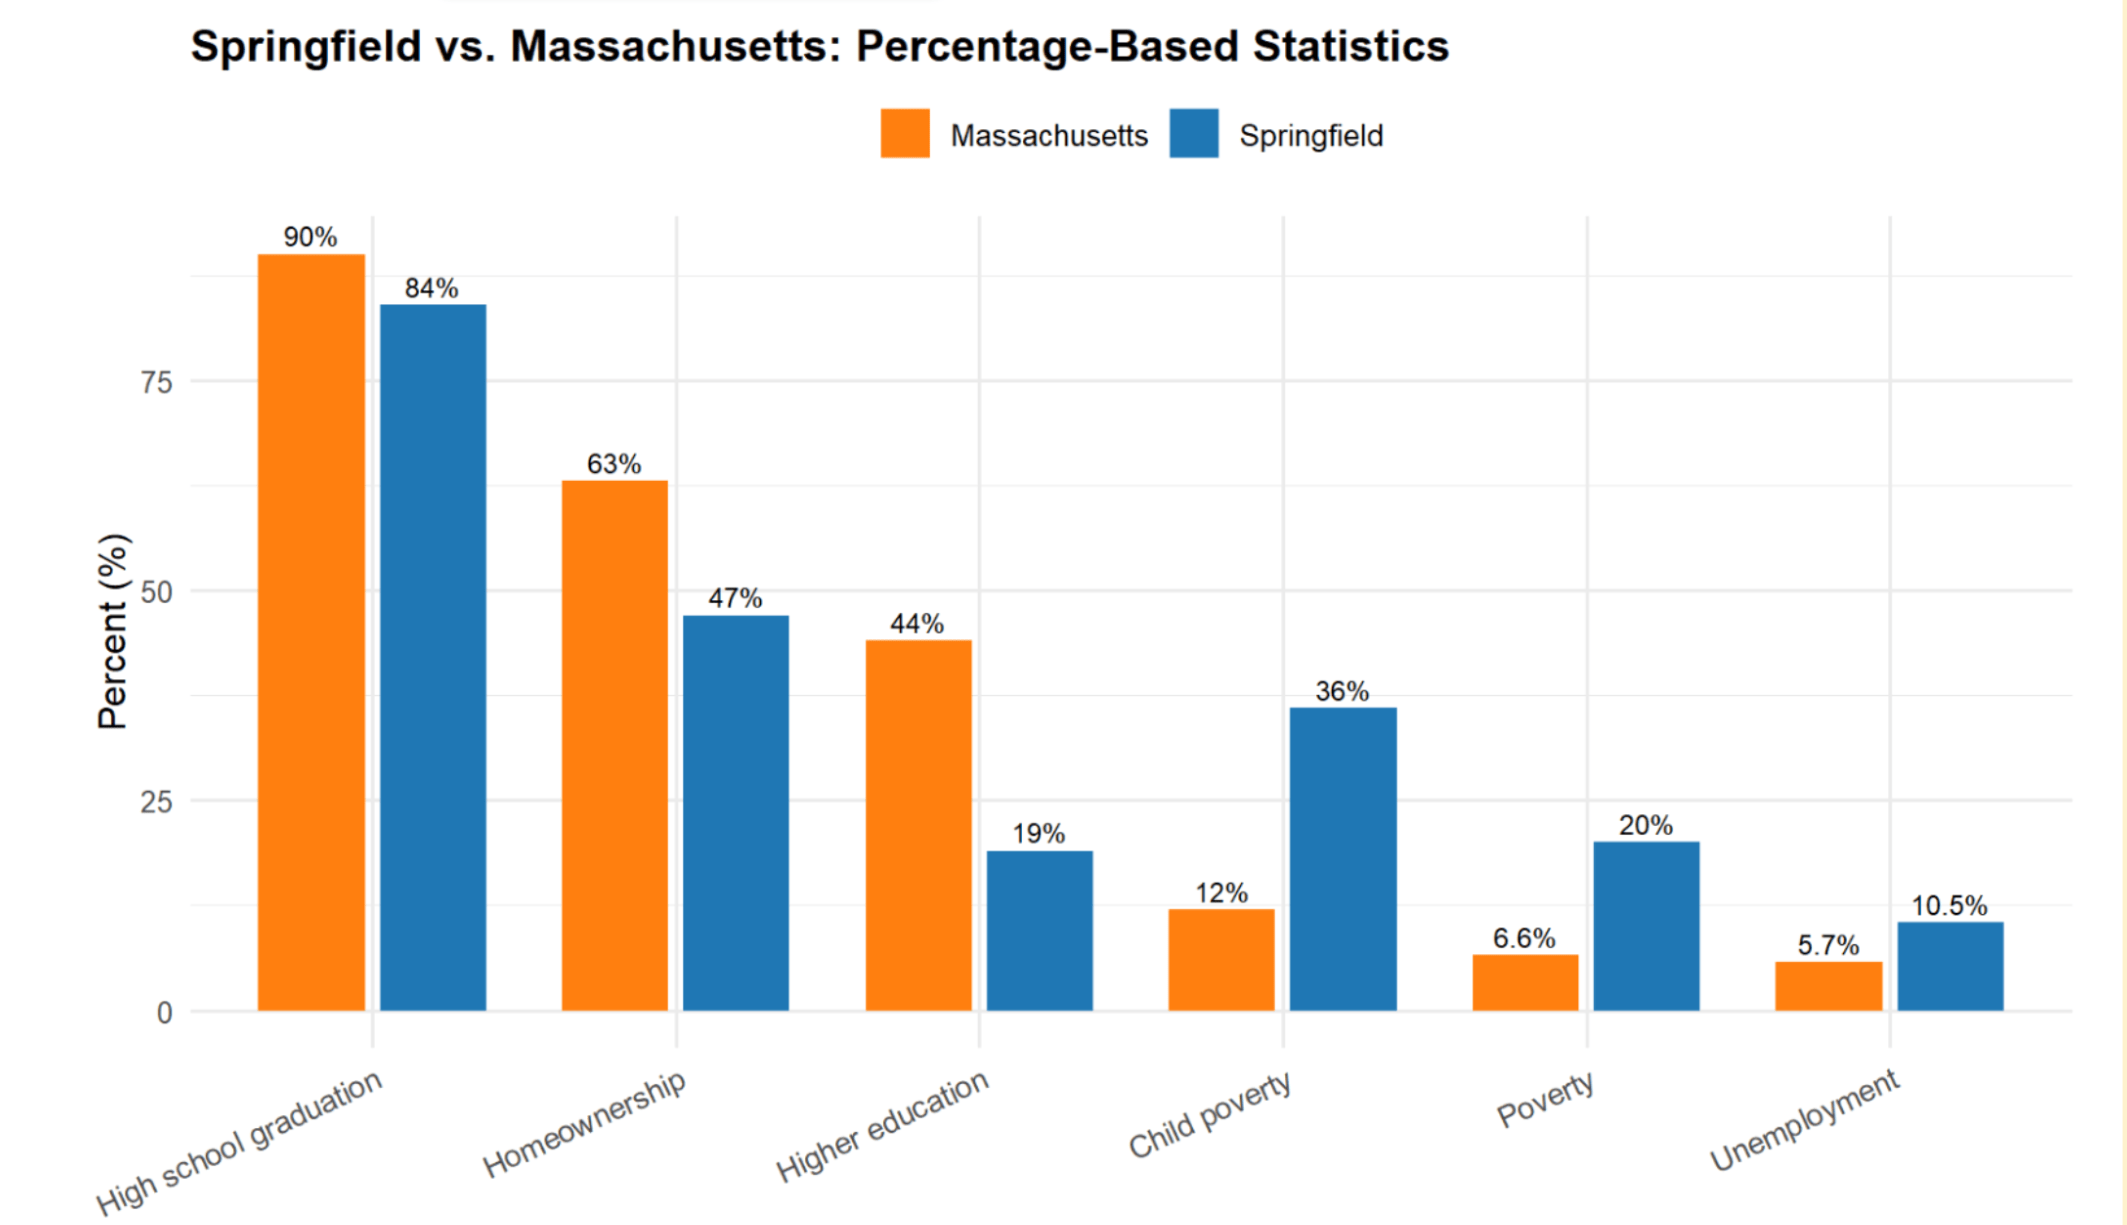 Springfield vs. Massachusetts: Percentage-Based Statistics
Massachusetts
Springfield
90%
84%
63%
47%
44%
19%
12%
36%
6.6%
20%
5.7%
10.5%
Percent (%)
75
50
25
0
High school graduation
Homeownership
Higher education
Child poverty
Poverty
Unemployment